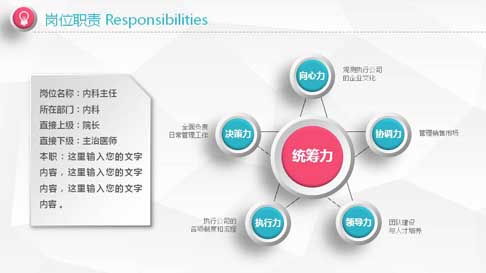 岗位职责 Responsibilities
岗位名称：内科主任
所在部门：内科
直接上级：院长
直接下级：主治医师
本职：这里输入您的文字
内容，这里输入您的文字
内容，这里输入您的文字
内容。
向心力
观测执行公司
的企业文化
全面负责
日常管理工作
决策力
协调力
管理销售市场
统筹力
执行公司的
各项制度和流程
执行力
领导力
团队建设
与人才培养